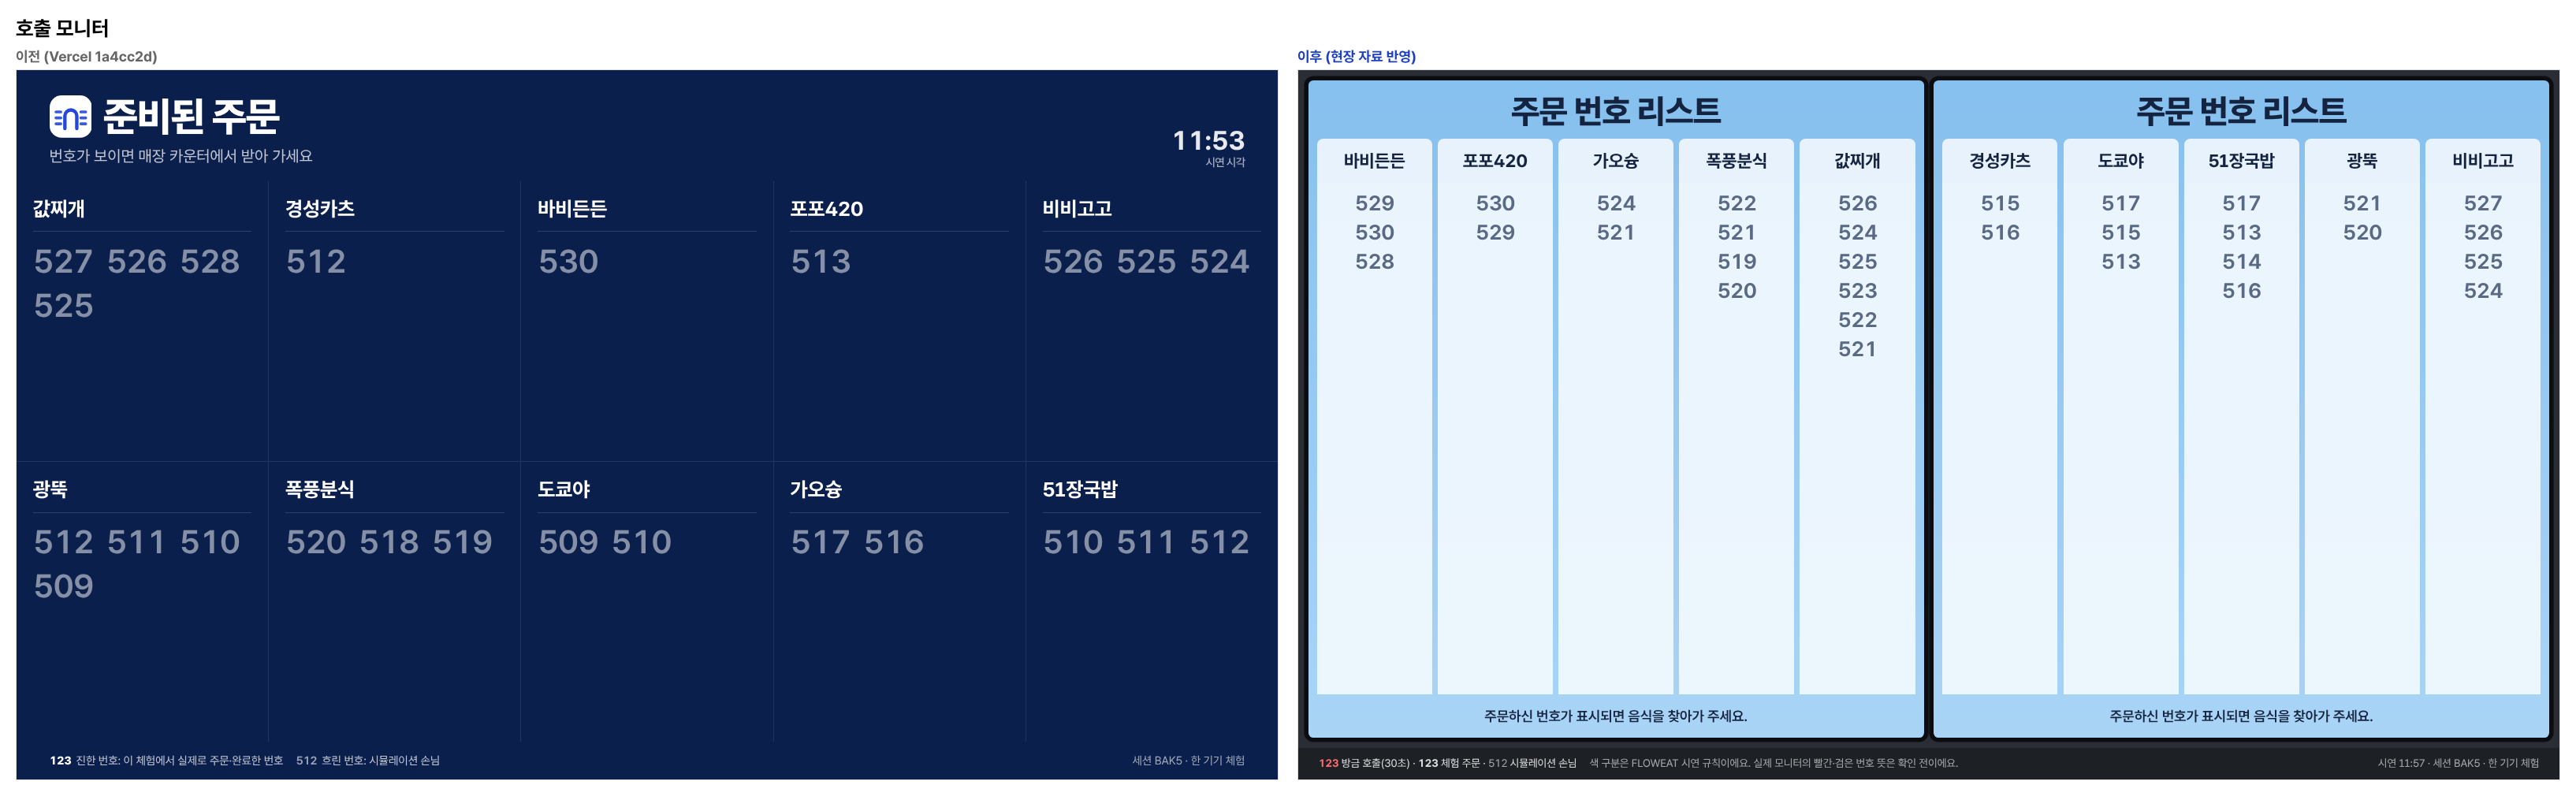 호출 모니터
이전 (Vercel 1a4cc2d)
준비된 주문
번호가 보이면 매장 카운터에서 받아 가세요
11:53
시연 시각
값찌개 경성카츠 바비든든 포포420 비비고고
527 526 528 512 530 513 526 525 524
525
광뚝 폭풍분식 도쿄야 가오슝 51장국밥
512 511 510 520 518 519 509 510 517 516 510 511 512
509
123 진한 번호: 이 체험에서 실제로 주문·완료한 번호 512 흐린 번호: 시뮬레이션 손님
세션 BAK5 · 한 기기 체험
이후 (현장 자료 반영)
주문 번호 리스트
바비든든 포포420 가오슝 폭풍분식 값찌개
529 530 524 522 526
530 529 521 521 524
528 519 525
520 523
522
521
주문하신 번호가 표시되면 음식을 찾아가 주세요.
주문 번호 리스트
경성카츠 도쿄야 51장국밥 광뚝 비비고고
515 517 517 521 527
516 515 513 520 526
513 514 525
516 524
주문하신 번호가 표시되면 음식을 찾아가 주세요.
123 방금 호출(30초) · 123 체험 주문 · 512 시뮬레이션 손님 색 구분은 FLOWEAT 시연 규칙이에요. 실제 모니터의 빨간·검은 번호 뜻은 확인 전이에요.
시연 11:57 · 세션 BAK5 · 한 기기 체험